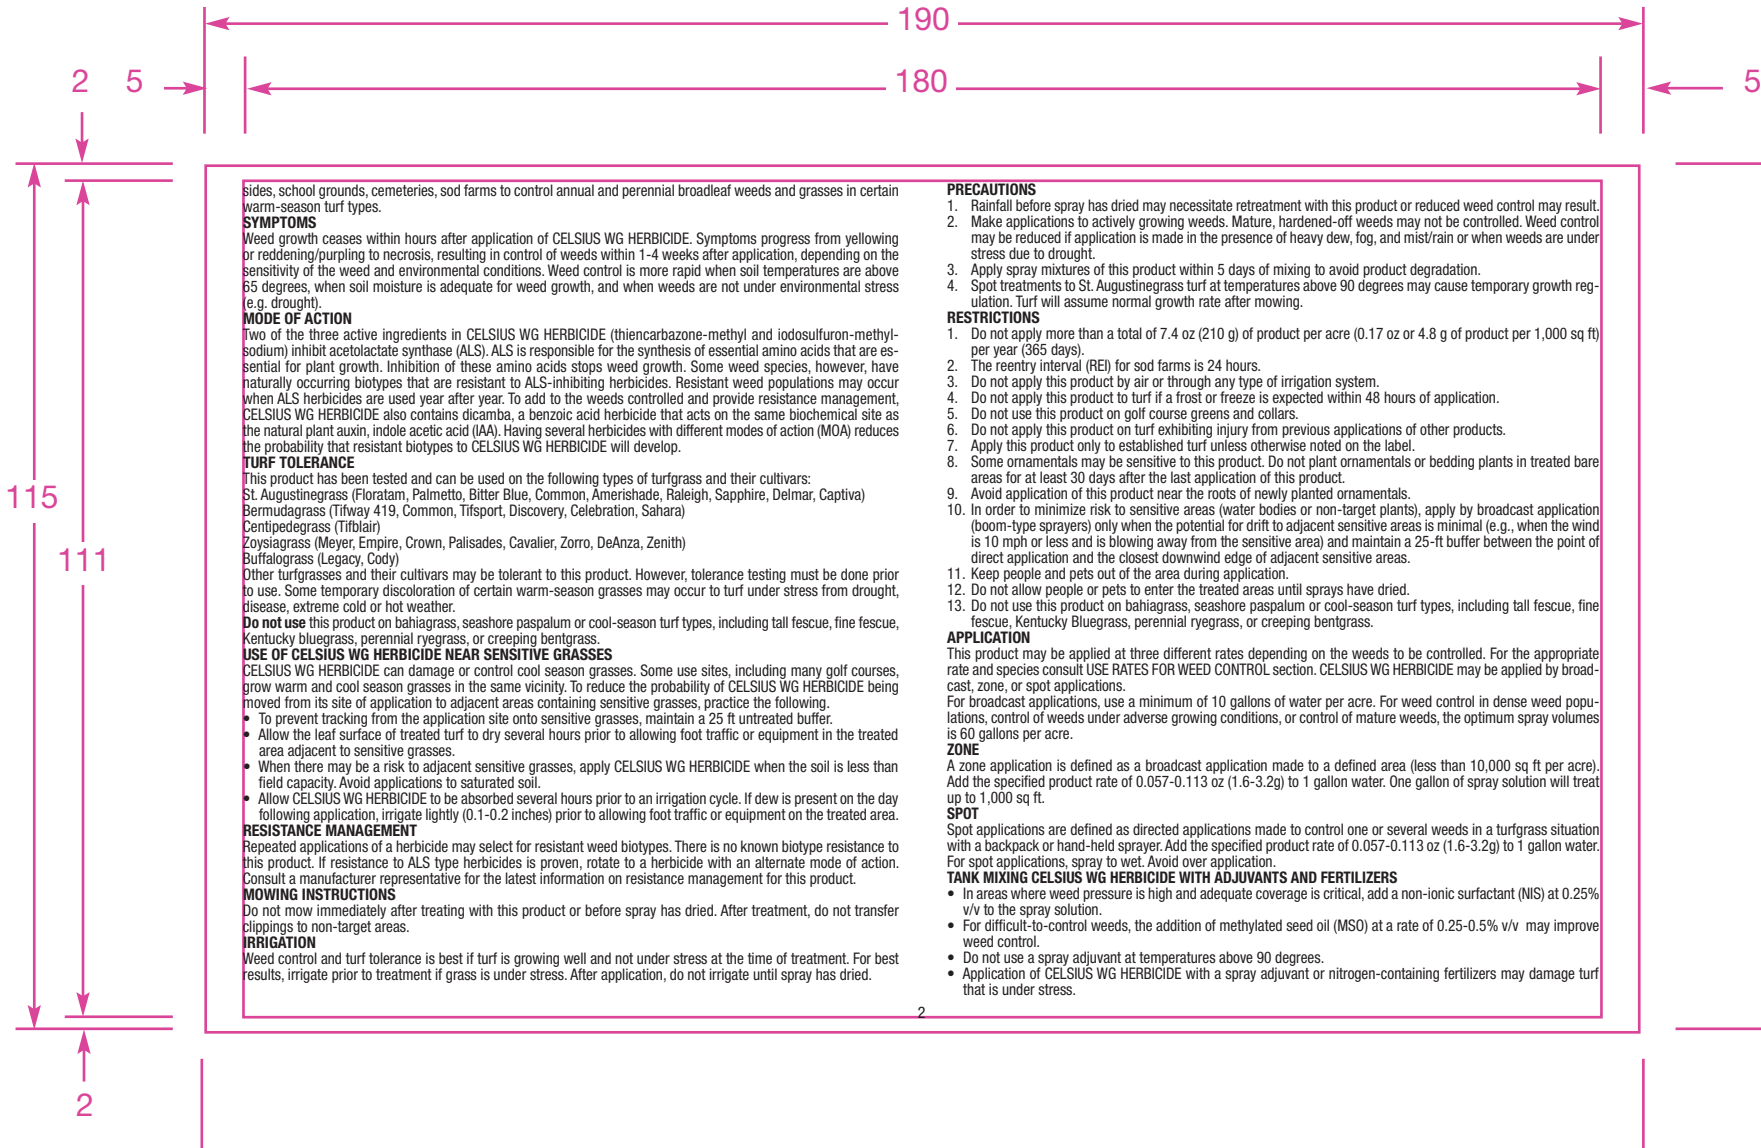 190
2 5 180 5
sides, school grounds, cemeteries, sod farms to control annual and perennial broadleaf weeds and grasses in certain
warm-season turf types.
SYMPTOMS
Weed growth ceases within hours after application of CELSIUS WG HERBICIDE. Symptoms progress from yellowing
or reddening/purpling to necrosis, resulting in control of weeds within 1-4 weeks after application, depending on the
sensitivity of the weed and environmental conditions. Weed control is more rapid when soil temperatures are above
65 degrees, when soil moisture is adequate for weed growth, and when weeds are not under environmental stress
(e.g. drought).
MODE OF ACTION
Two of the three active ingredients in CELSIUS WG HERBICIDE (thiencarbazone-methyl and iodosulfuron-methyl-
sodium) inhibit acetolactate synthase (ALS). ALS is responsible for the synthesis of essential amino acids that are es-
sential for plant growth. Inhibition of these amino acids stops weed growth. Some weed species, however, have
naturally occurring biotypes that are resistant to ALS-inhibiting herbicides. Resistant weed populations may occur
when ALS herbicides are used year after year. To add to the weeds controlled and provide resistance management,
CELSIUS WG HERBICIDE also contains dicamba, a benzoic acid herbicide that acts on the same biochemical site as
the natural plant auxin, indole acetic acid (IAA). Having several herbicides with different modes of action (MOA) reduces
the probability that resistant biotypes to CELSIUS WG HERBICIDE will develop.
TURF TOLERANCE
This product has been tested and can be used on the following types of turfgrass and their cultivars:
St. Augustinegrass (Floratam, Palmetto, Bitter Blue, Common, Amerishade, Raleigh, Sapphire, Delmar, Captiva)
Bermudagrass (Tifway 419, Common, Tifsport, Discovery, Celebration, Sahara)
Centipedegrass (Tifblair)
Zoysiagrass (Meyer, Empire, Crown, Palisades, Cavalier, Zorro, DeAnza, Zenith)
Buffalograss (Legacy, Cody)
Other turfgrasses and their cultivars may be tolerant to this product. However, tolerance testing must be done prior
to use. Some temporary discoloration of certain warm-season grasses may occur to turf under stress from drought,
disease, extreme cold or hot weather.
Do not use this product on bahiagrass, seashore paspalum or cool-season turf types, including tall fescue, fine fescue,
Kentucky bluegrass, perennial ryegrass, or creeping bentgrass.
USE OF CELSIUS WG HERBICIDE NEAR SENSITIVE GRASSES
CELSIUS WG HERBICIDE can damage or control cool season grasses. Some use sites, including many golf courses,
grow warm and cool season grasses in the same vicinity. To reduce the probability of CELSIUS WG HERBICIDE being
moved from its site of application to adjacent areas containing sensitive grasses, practice the following.
• To prevent tracking from the application site onto sensitive grasses, maintain a 25 ft untreated buffer.
• Allow the leaf surface of treated turf to dry several hours prior to allowing foot traffic or equipment in the treated
area adjacent to sensitive grasses.
• When there may be a risk to adjacent sensitive grasses, apply CELSIUS WG HERBICIDE when the soil is less than
field capacity. Avoid applications to saturated soil.
• Allow CELSIUS WG HERBICIDE to be absorbed several hours prior to an irrigation cycle. If dew is present on the day
following application, irrigate lightly (0.1-0.2 inches) prior to allowing foot traffic or equipment on the treated area.
RESISTANCE MANAGEMENT
Repeated applications of a herbicide may select for resistant weed biotypes. There is no known biotype resistance to
this product. If resistance to ALS type herbicides is proven, rotate to a herbicide with an alternate mode of action.
Consult a manufacturer representative for the latest information on resistance management for this product.
MOWING INSTRUCTIONS
Do not mow immediately after treating with this product or before spray has dried. After treatment, do not transfer
clippings to non-target areas.
IRRIGATION
Weed control and turf tolerance is best if turf is growing well and not under stress at the time of treatment. For best
results, irrigate prior to treatment if grass is under stress. After application, do not irrigate until spray has dried.
PRECAUTIONS
1. Rainfall before spray has dried may necessitate retreatment with this product or reduced weed control may result.
2. Make applications to actively growing weeds. Mature, hardened-off weeds may not be controlled. Weed control
may be reduced if application is made in the presence of heavy dew, fog, and mist/rain or when weeds are under
stress due to drought.
3. Apply spray mixtures of this product within 5 days of mixing to avoid product degradation.
4. Spot treatments to St. Augustinegrass turf at temperatures above 90 degrees may cause temporary growth reg-
ulation. Turf will assume normal growth rate after mowing.
RESTRICTIONS
1. Do not apply more than a total of 7.4 oz (210 g) of product per acre (0.17 oz or 4.8 g of product per 1,000 sq ft)
per year (365 days).
2. The reentry interval (REI) for sod farms is 24 hours.
3. Do not apply this product by air or through any type of irrigation system.
4. Do not apply this product to turf if a frost or freeze is expected within 48 hours of application.
5. Do not use this product on golf course greens and collars.
6. Do not apply this product on turf exhibiting injury from previous applications of other products.
7. Apply this product only to established turf unless otherwise noted on the label.
8. Some ornamentals may be sensitive to this product. Do not plant ornamentals or bedding plants in treated bare
areas for at least 30 days after the last application of this product.
9. Avoid application of this product near the roots of newly planted ornamentals.
10. In order to minimize risk to sensitive areas (water bodies or non-target plants), apply by broadcast application
(boom-type sprayers) only when the potential for drift to adjacent sensitive areas is minimal (e.g., when the wind
is 10 mph or less and is blowing away from the sensitive area) and maintain a 25-ft buffer between the point of
direct application and the closest downwind edge of adjacent sensitive areas.
11. Keep people and pets out of the area during application.
12. Do not allow people or pets to enter the treated areas until sprays have dried.
13. Do not use this product on bahiagrass, seashore paspalum or cool-season turf types, including tall fescue, fine
fescue, Kentucky Bluegrass, perennial ryegrass, or creeping bentgrass.
APPLICATION
This product may be applied at three different rates depending on the weeds to be controlled. For the appropriate
rate and species consult USE RATES FOR WEED CONTROL section. CELSIUS WG HERBICIDE may be applied by broad-
cast, zone, or spot applications.
For broadcast applications, use a minimum of 10 gallons of water per acre. For weed control in dense weed popu-
lations, control of weeds under adverse growing conditions, or control of mature weeds, the optimum spray volumes
is 60 gallons per acre.
ZONE
A zone application is defined as a broadcast application made to a defined area (less than 10,000 sq ft per acre).
Add the specified product rate of 0.057-0.113 oz (1.6-3.2g) to 1 gallon water. One gallon of spray solution will treat
up to 1,000 sq ft.
SPOT
Spot applications are defined as directed applications made to control one or several weeds in a turfgrass situation
with a backpack or hand-held sprayer. Add the specified product rate of 0.057-0.113 oz (1.6-3.2g) to 1 gallon water.
For spot applications, spray to wet. Avoid over application.
TANK MIXING CELSIUS WG HERBICIDE WITH ADJUVANTS AND FERTILIZERS
• In areas where weed pressure is high and adequate coverage is critical, add a non-ionic surfactant (NIS) at 0.25%
v/v to the spray solution.
• For difficult-to-control weeds, the addition of methylated seed oil (MSO) at a rate of 0.25-0.5% v/v may improve
weed control.
• Do not use a spray adjuvant at temperatures above 90 degrees.
• Application of CELSIUS WG HERBICIDE with a spray adjuvant or nitrogen-containing fertilizers may damage turf
that is under stress.
115
111
2
2